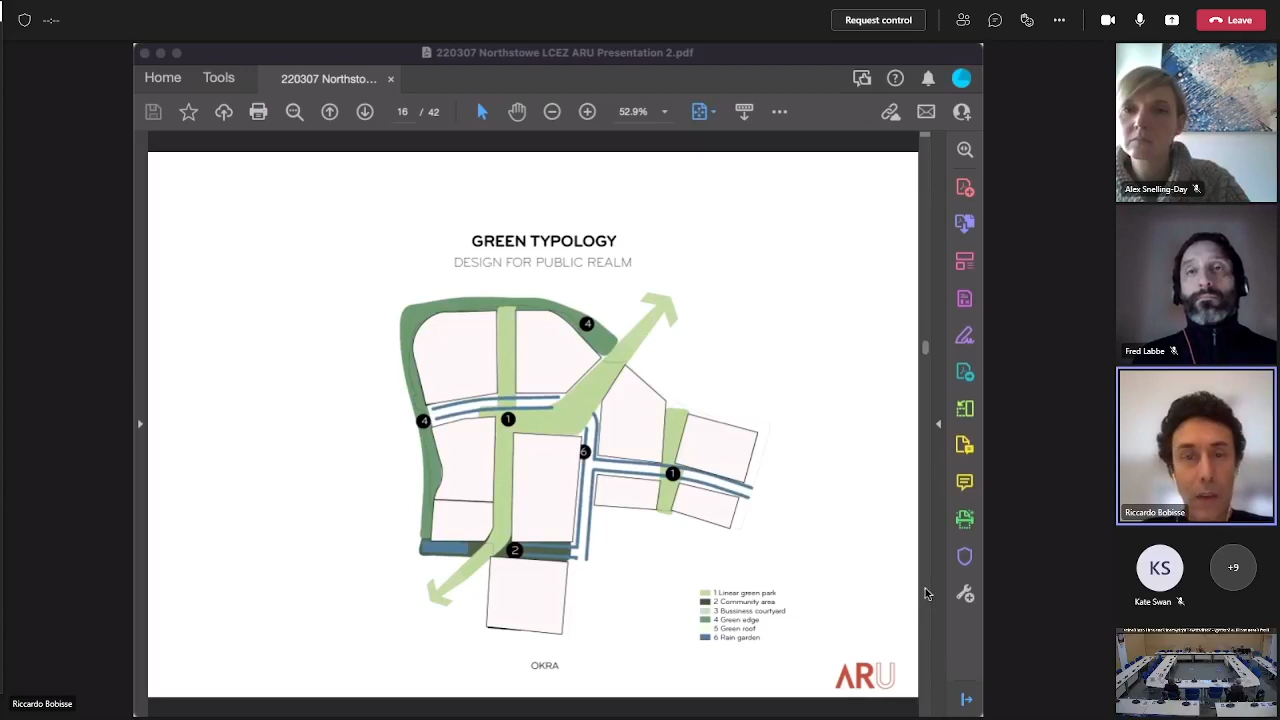 --:--
Request control
Leave
220307 Northstowe LCEZ ARU Presentation 2.pdf
Home
Tools
220307 Northsto...
16 / 42
52.9%
GREEN TYPOLOGY
DESIGN FOR PUBLIC REALM
4
4
1
6
1
2
1 Linear green park
2 Community area
3 Bussiness courtyard
4 Green edge
5 Green roof
6 Rain garden
OKRA
ARU
Alex Snelling-Day
Fred Labbe
Riccardo Bobisse
KS
+9
Kate Swan
Riccardo Bobisse